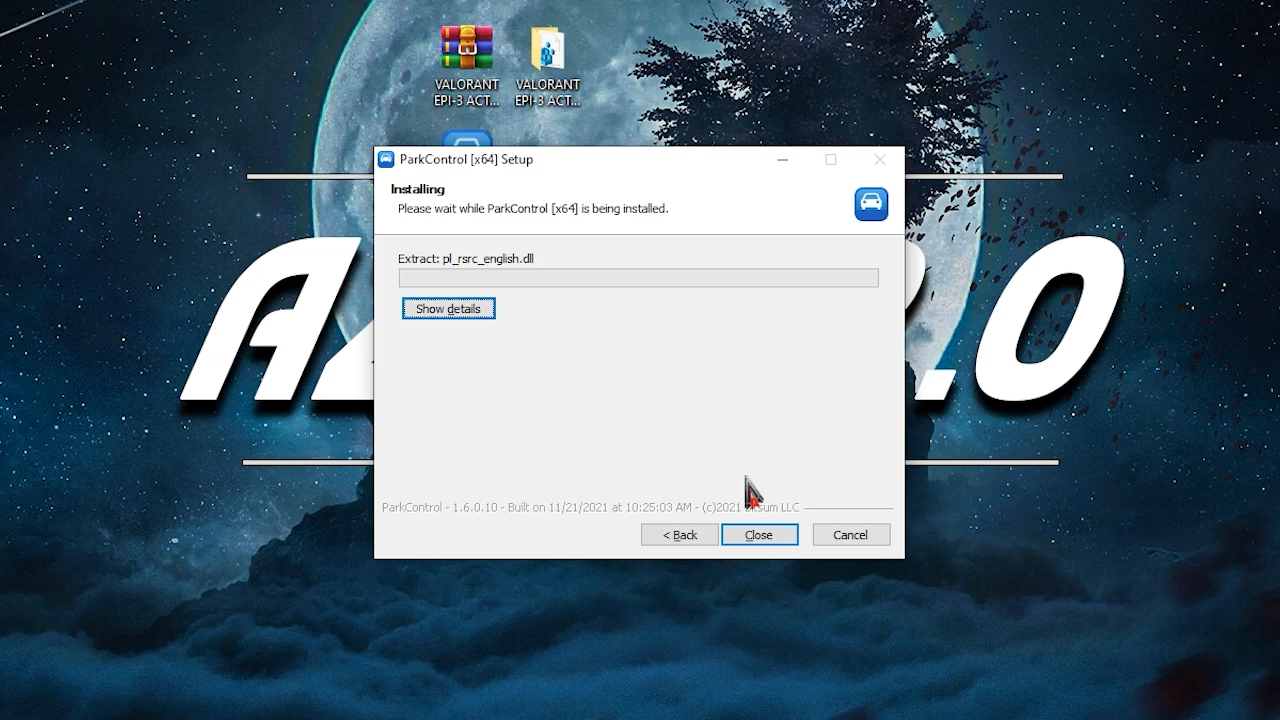 VALORANT
EPI-3 ACT...
VALORANT
EPI-3 ACT...
ParkControl [x64] Setup
Installing
Please wait while ParkControl [x64] is being installed.
Extract: pl_rsrc_english.dll
Show details
ParkControl - 1.6.0.10 - Built on 11/21/2021 at 10:25:03 AM - (c)2021 LLC
< Back
Close
Cancel
A
.0